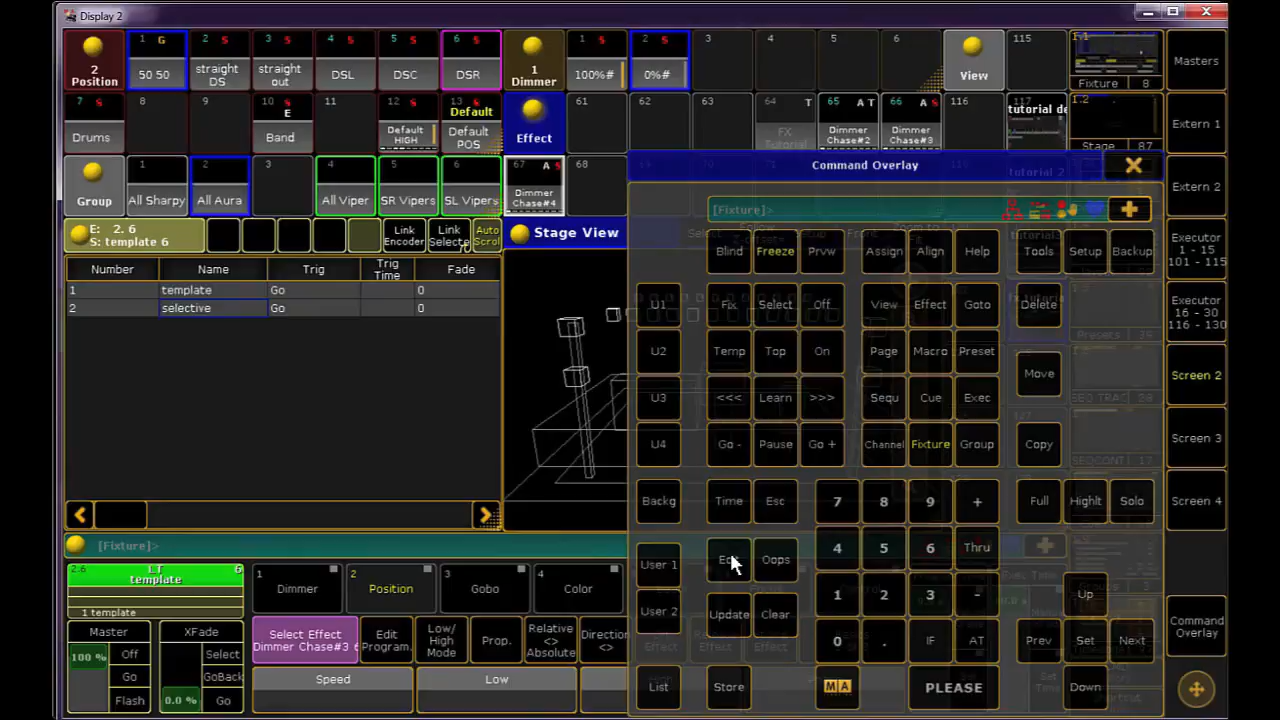 Display 2
2
Position
1 G
50 50
2 S
straight
DS
3 S
straight
out
4 S
DSL
5 S
DSC
6 S
DSR
1
Dimmer
1 S
100%#
2 S
0%#
3
4
5
6
View
115
Fixture 8
Masters
7 S
Drums
8
9
10 S
E
Band
11
12 S
Default
HIGH
13 S
Default
Default
POS
Effect
61
62
63
64 T
FX
Tutorial
65 A T
Dimmer
Chase#2
66 A S
Dimmer
Chase#3
116
117
tutorial de
1.2
Stage 87
Extern 1
Group
1
All Sharpy
2
All Aura
3
4
All Viper
5
SR Vipers
6
SL Vipers
67 A S
Dimmer
Chase#4
68
Command Overlay
Extern 2
E: 2. 6
S: template 6
Link
Encoder
Link
Selecto
Auto
Scroll
Stage View
[Fixture]>
Executor
1 - 15
101 - 115
Number Name Trig Trig
Time Fade
1 template Go 0
2 selective Go 0
Blind Freeze Prvw Assign Align Help Tools Setup Backup
U1 Fix Select Off View Effect Goto Delete
Executor
16 - 30
116 - 130
U2 Temp Top On Page Macro Preset Move
Screen 2
U3 <<< Learn >>> Sequ Cue Exec
U4 Go - Pause Go + Channel Fixture Group Copy
Screen 3
Backg Time Esc 7 8 9 + Full Highlt Solo
Screen 4
[Fixture]>
User 1 Oops 4 5 6 Thru
2.6 LT 6
template
1 template
1
Dimmer
2
Position
3
Gobo
4
Color
User 2 Update Clear 1 2 3 - Up
Command
Overlay
Master XFade
100 % Off Select
Go GoBack
Flash 0.0 % Go
Select Effect
Dimmer Chase#3 6
Edit
Program.
Low/
High
Mode
Prop.
Relative
<>
Absolute
Direction
<>
0 . IF AT Prev Set Next
Speed Low
List Store MA PLEASE Down